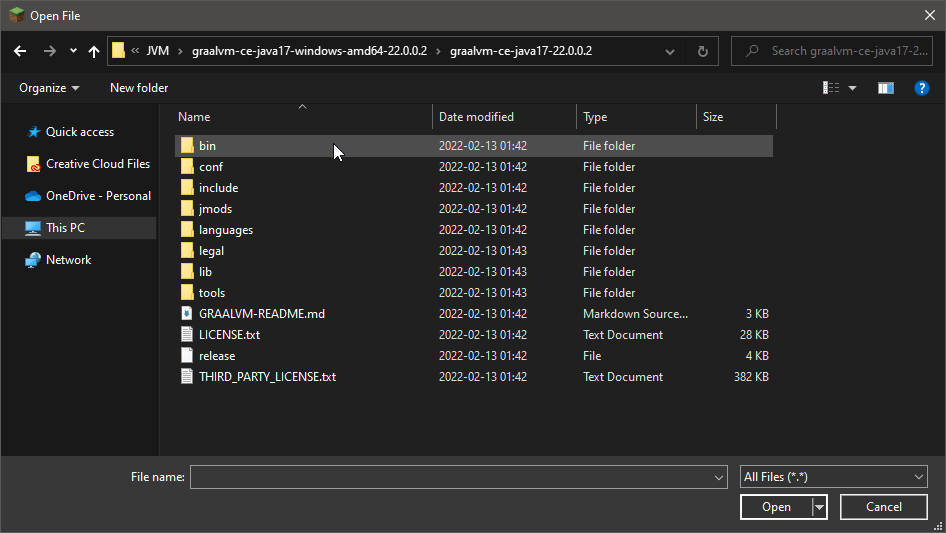 Open File
« JVM › graalvm-ce-java17-windows-amd64-22.0.0.2 › graalvm-ce-java17-22.0.0.2
Search graalvm-ce-java17-2...
Organize New folder
Name Date modified Type Size
Quick access
Creative Cloud Files
OneDrive - Personal
This PC
Network
bin 2022-02-13 01:42 File folder
conf 2022-02-13 01:42 File folder
include 2022-02-13 01:42 File folder
jmods 2022-02-13 01:42 File folder
languages 2022-02-13 01:42 File folder
legal 2022-02-13 01:43 File folder
lib 2022-02-13 01:43 File folder
tools 2022-02-13 01:43 File folder
GRAALVM-README.md 2022-02-13 01:42 Markdown Source... 3 KB
LICENSE.txt 2022-02-13 01:42 Text Document 28 KB
release 2022-02-13 01:42 File 4 KB
THIRD_PARTY_LICENSE.txt 2022-02-13 01:42 Text Document 382 KB
File name: All Files (*.*)
Open Cancel